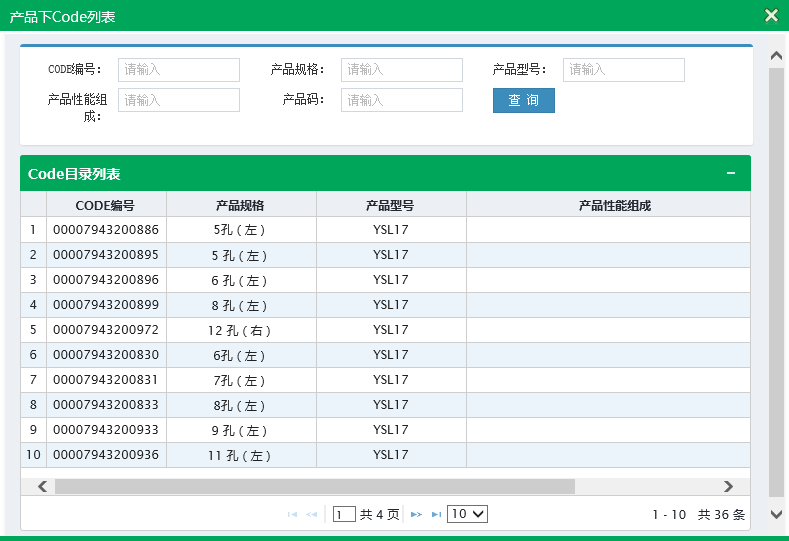 产品下Code列表
CODE编号： 请输入 产品规格： 请输入 产品型号： 请输入
产品性能组成： 请输入 产品码： 请输入 查 询
Code目录列表
CODE编号 产品规格 产品型号 产品性能组成
1 00007943200886 5孔 ( 左 ) YSL17
2 00007943200895 5 孔 ( 左 ) YSL17
3 00007943200896 6 孔 ( 左 ) YSL17
4 00007943200899 8 孔 ( 左 ) YSL17
5 00007943200972 12 孔 ( 右 ) YSL17
6 00007943200830 6孔 ( 左 ) YSL17
7 00007943200831 7孔 ( 左 ) YSL17
8 00007943200833 8孔 ( 左 ) YSL17
9 00007943200933 9 孔 ( 左 ) YSL17
10 00007943200936 11 孔 ( 左 ) YSL17
1 共 4 页 10 1 - 10 共 36 条